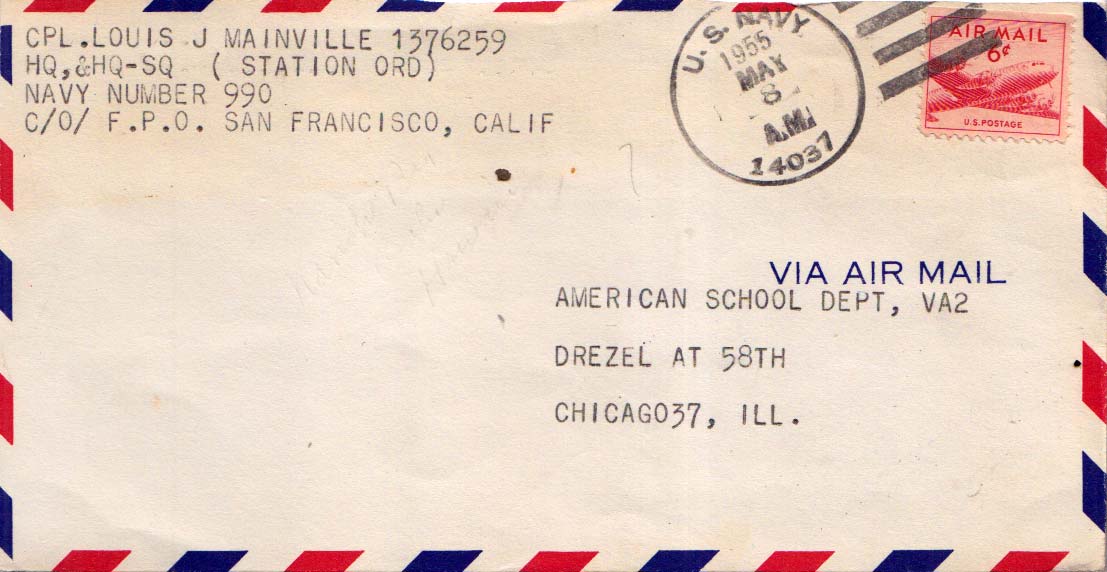 CPL.LOUIS J MAINVILLE 1376259
HQ,&HQ-SQ ( STATION ORD)
NAVY NUMBER 990
C/O/ F.P.O. SAN FRANCISCO, CALIF
U.S. NAVY
1955
MAY
8
A.M.
14037
AIR MAIL
6¢
U.S. POSTAGE
VIA AIR MAIL
AMERICAN SCHOOL DEPT, VA2
DREZEL AT 58TH
CHICAGO37, ILL.